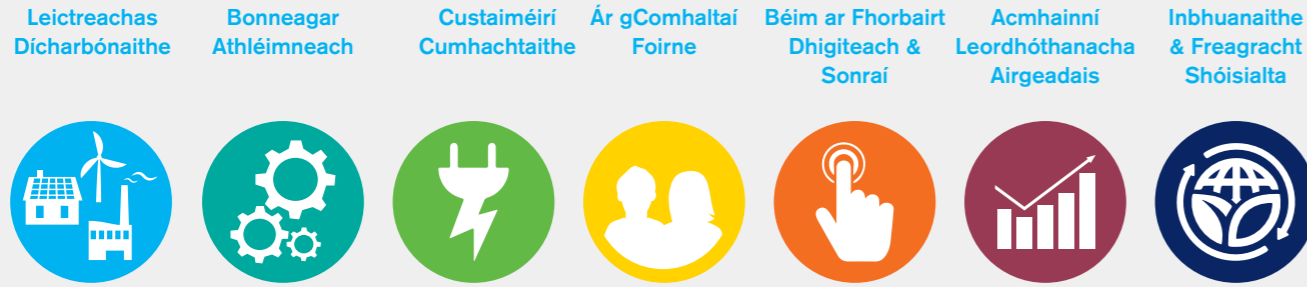 Leictreachas
Dícharbónaithe
Bonneagar
Athléimneach
Custaiméirí
Cumhachtaithe
Ár gComhaltaí
Foirne
Béim ar Fhorbairt
Dhigiteach &
Sonraí
Acmhainní
Leordhóthanacha
Airgeadais
Inbhuanaithe
& Freagracht
Shóisialta